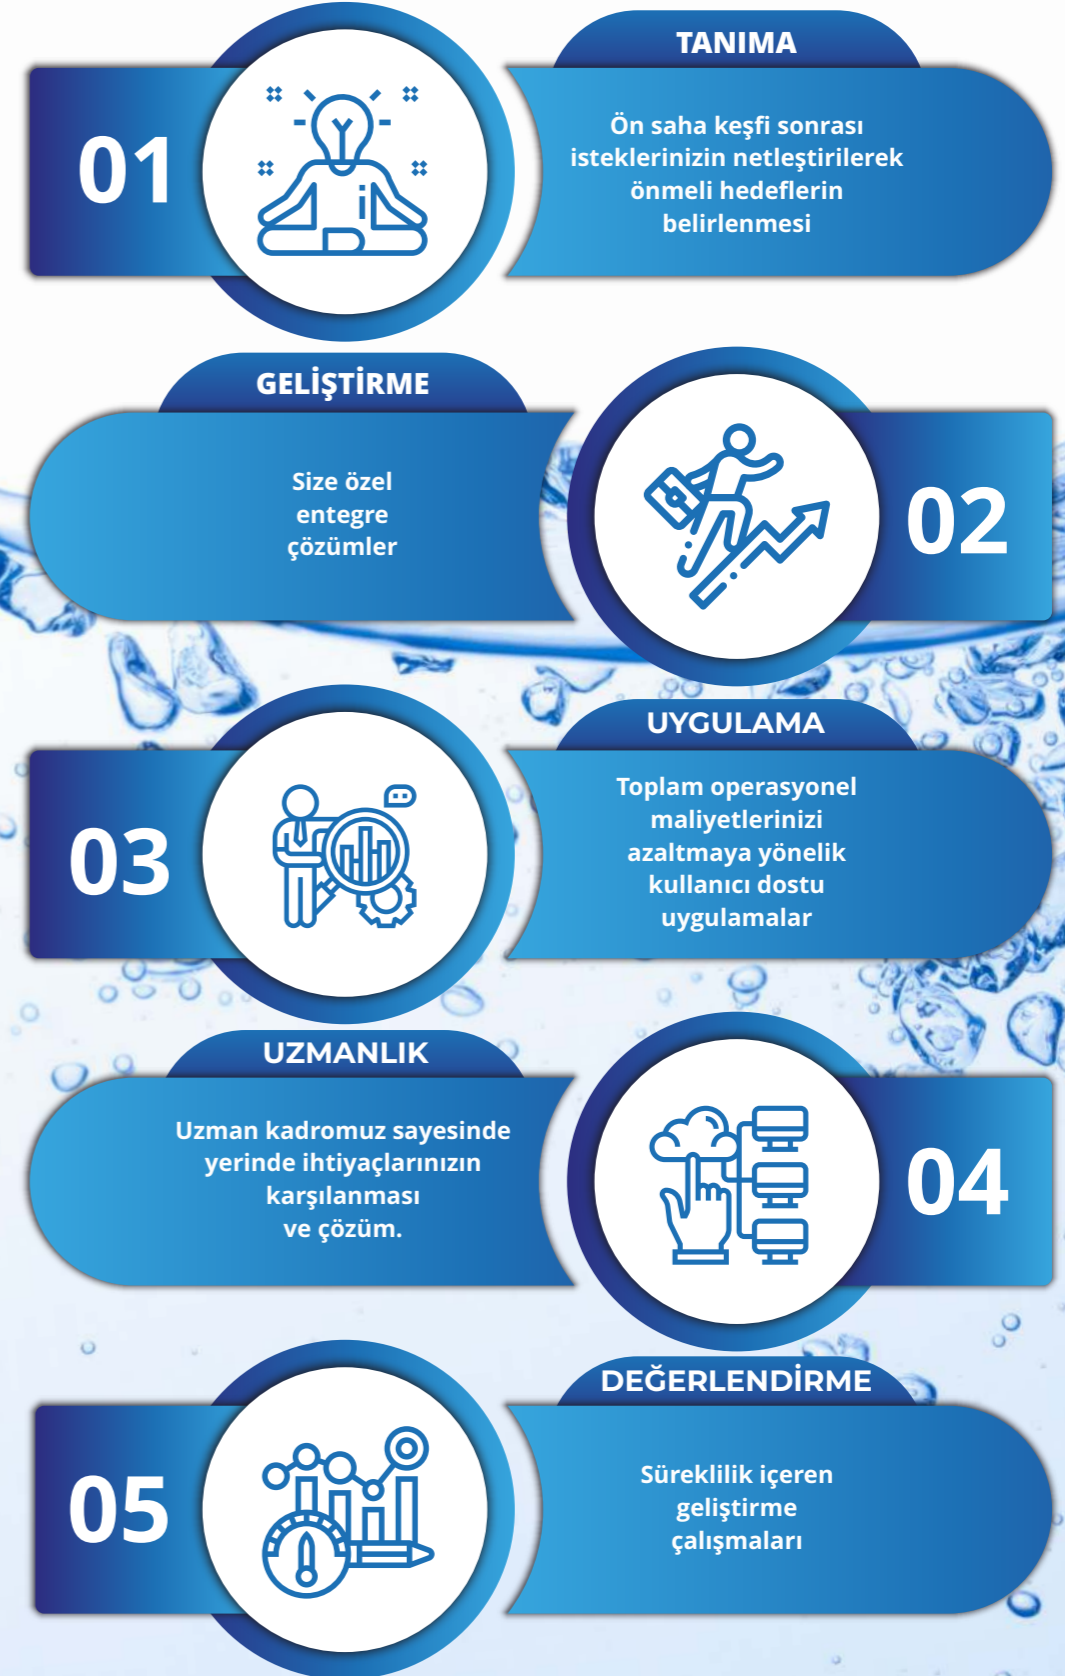 TANIMA
01
Ön saha keşfi sonrası
isteklerinizin netleştirilerek
önmeli hedeflerin
belirlenmesi
GELİŞTİRME
Size özel
entegre
çözümler
02
UYGULAMA
03
Toplam operasyonel
maliyetlerinizi
azaltmaya yönelik
kullanıcı dostu
uygulamalar
UZMANLIK
Uzman kadromuz sayesinde
yerinde ihtiyaçlarınızın
karşılanması
ve çözüm.
04
DEĞERLENDİRME
05
Süreklilik içeren
geliştirme
çalışmaları